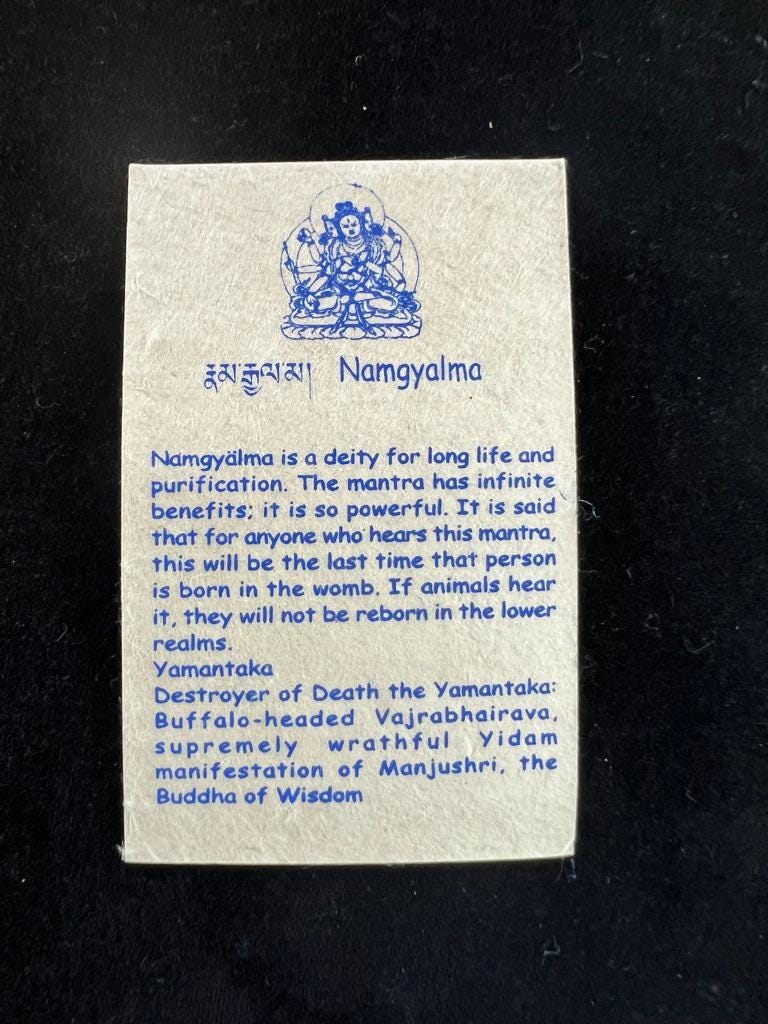 རྣམ་རྒྱལ་མ། Namgyalma
Namgyälma is a deity for long life and
purification. The mantra has infinite
benefits; it is so powerful. It is said
that for anyone who hears this mantra,
this will be the last time that person
is born in the womb. If animals hear
it, they will not be reborn in the lower
realms.
Yamantaka
Destroyer of Death the Yamantaka:
Buffalo-headed Vajrabhairava,
supremely wrathful Yidam
manifestation of Manjushri, the
Buddha of Wisdom